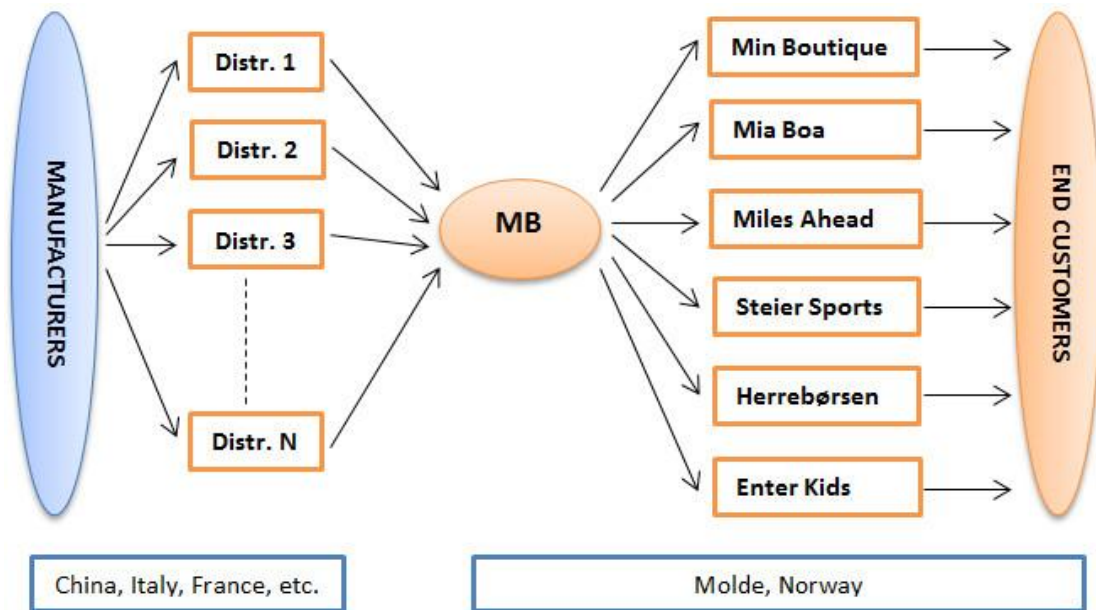 MANUFACTURERS
Distr. 1
Distr. 2
Distr. 3
Distr. N
MB
Min Boutique
Mia Boa
Miles Ahead
Steier Sports
Herrebørsen
Enter Kids
END CUSTOMERS
China, Italy, France, etc.
Molde, Norway